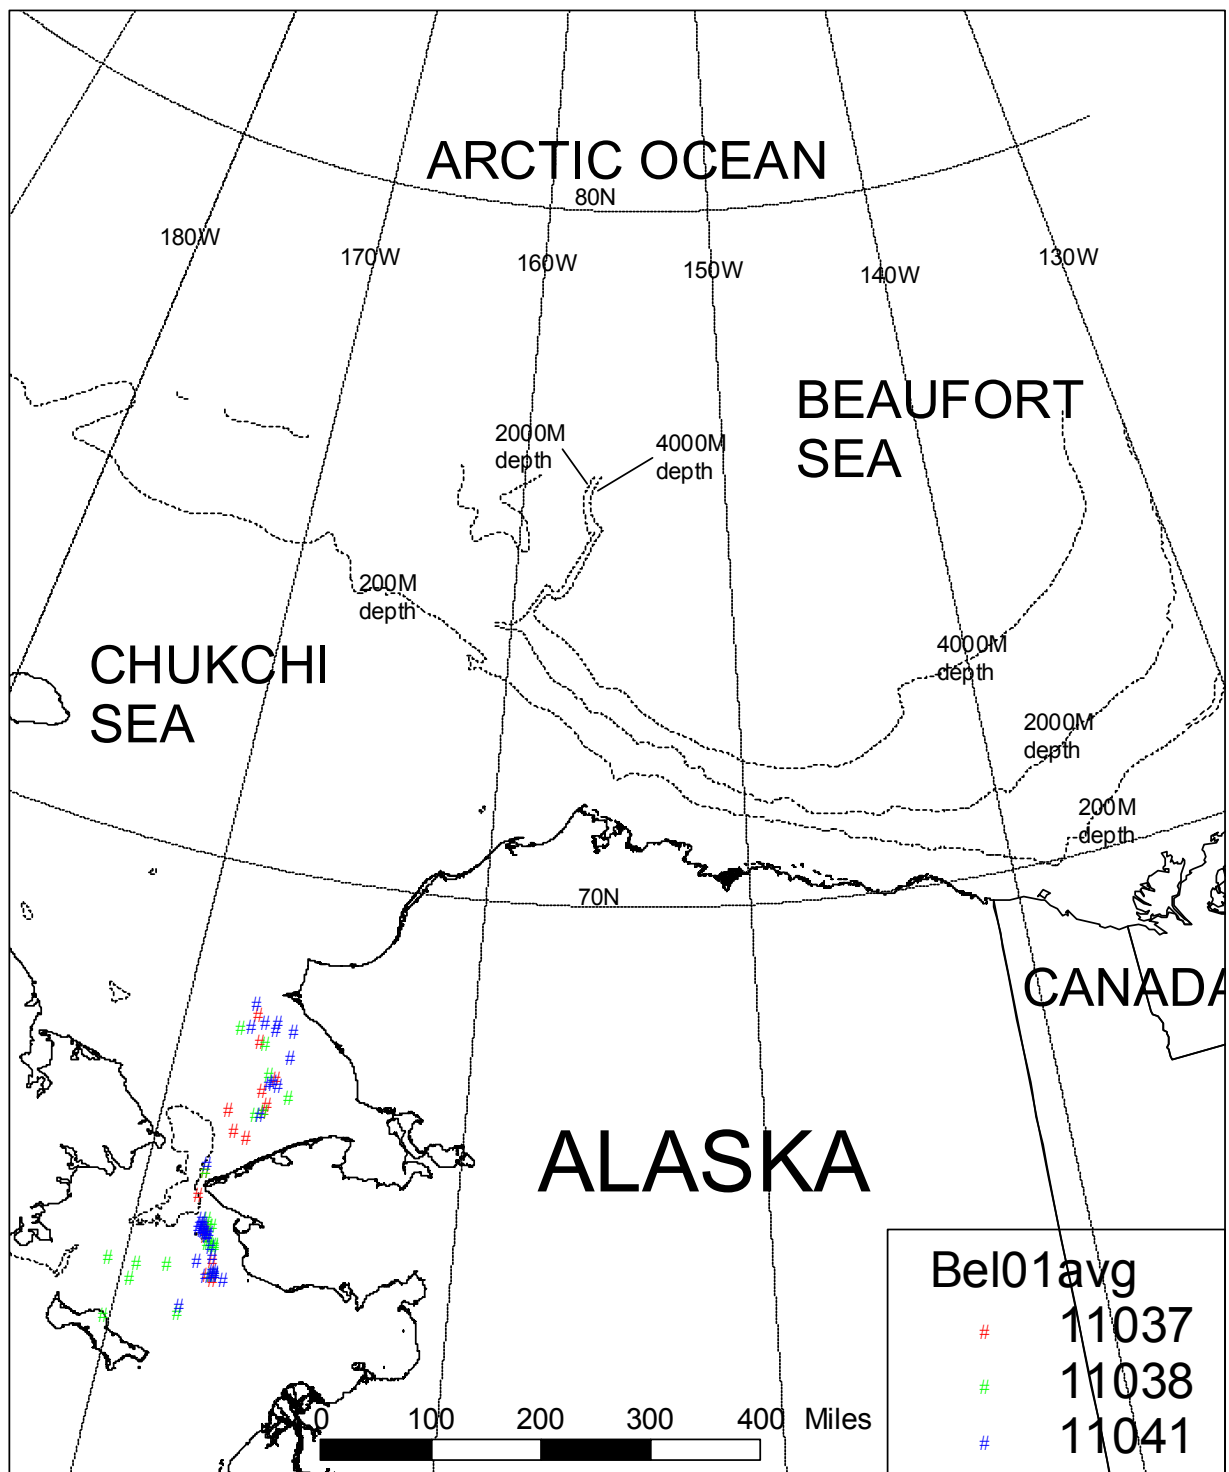 ARCTIC OCEAN
80N
180W
170W
160W
150W
140W
130W
BEAUFORT
SEA
2000M
depth
4000M
depth
200M
depth
CHUKCHI
SEA
4000M
depth
2000M
depth
200M
depth
70N
CANADA
ALASKA
Bel01avg
# 11037
# 11038
# 11041
0 100 200 300 400 Miles